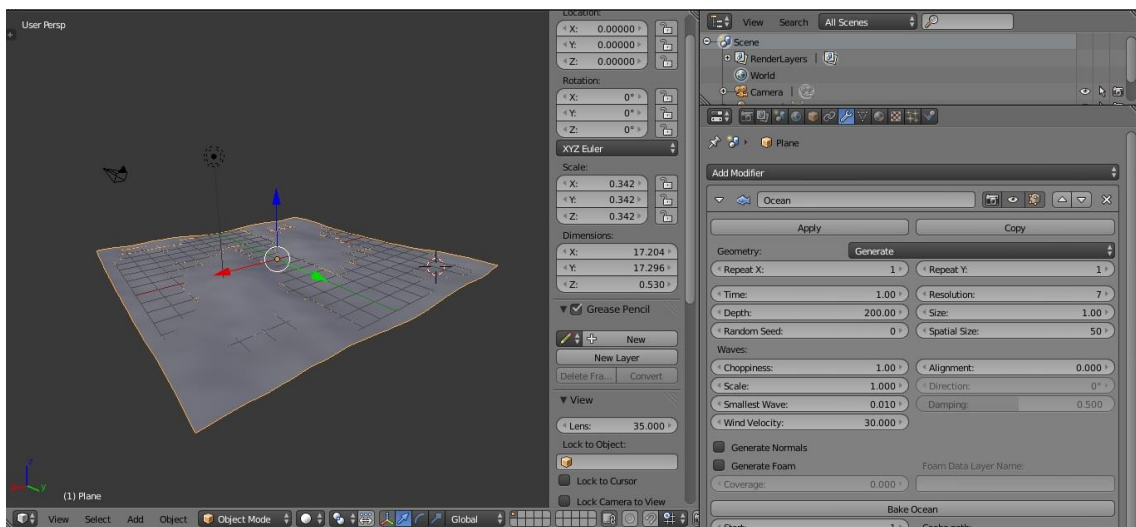 User Persp
(1) Plane
View Select Add Object Object Mode Global
Location:
X: 0.00000
Y: 0.00000
Z: 0.00000
Rotation:
X: 0°
Y: 0°
Z: 0°
XYZ Euler
Scale:
X: 0.342
Y: 0.342
Z: 0.342
Dimensions:
X: 17.204
Y: 17.296
Z: 0.530
Grease Pencil
New
New Layer
Delete Fra... Convert
View
Lens: 35.000
Lock to Object:
Lock to Cursor
Lock Camera to View
View Search All Scenes
Scene
RenderLayers
World
Camera
Plane
Add Modifier
Ocean
Apply Copy
Geometry: Generate
Repeat X: 1 Repeat Y: 1
Time: 1.00 Resolution: 7
Depth: 200.00 Size: 1.00
Random Seed: 0 Spatial Size: 50
Waves:
Choppiness: 1.00 Alignment: 0.000
Scale: 1.000 Direction: 0°
Smallest Wave: 0.010 Damping: 0.500
Wind Velocity: 30.000
Generate Normals
Generate Foam Foam Data Layer Name:
Coverage: 0.000
Bake Ocean
Start: 1 Cache path: